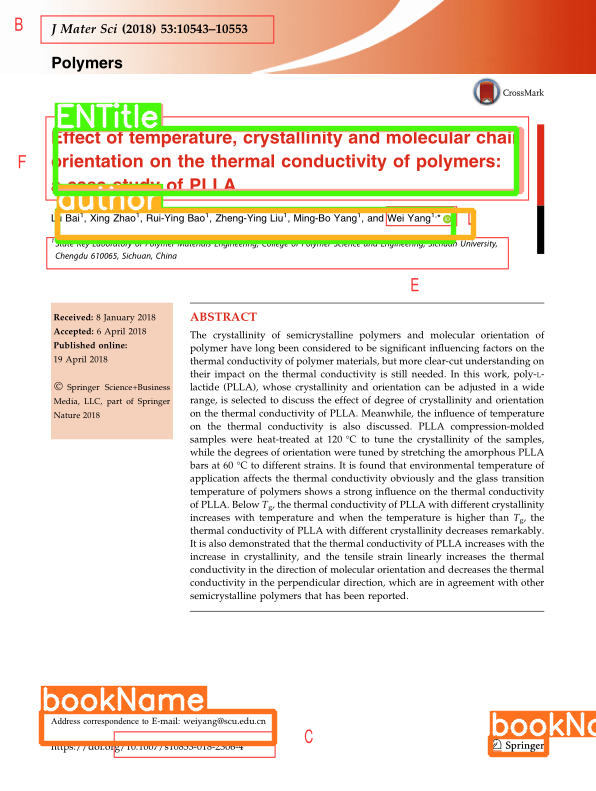 B
J Mater Sci (2018) 53:10543–10553
Polymers
CrossMark
ENTitle
Effect of temperature, crystallinity and molecular chain
F
orientation on the thermal conductivity of polymers:
a case study of PLLA
author
Lu Bai¹, Xing Zhao¹, Rui-Ying Bao¹, Zheng-Ying Liu¹, Ming-Bo Yang¹, and Wei Yang¹,*
¹ State Key Laboratory of Polymer Materials Engineering, College of Polymer Science and Engineering, Sichuan University,
Chengdu 610065, Sichuan, China
E
Received: 8 January 2018
Accepted: 6 April 2018
Published online:
19 April 2018
© Springer Science+Business
Media, LLC, part of Springer
Nature 2018
ABSTRACT
The crystallinity of semicrystalline polymers and molecular orientation of
polymer have long been considered to be significant influencing factors on the
thermal conductivity of polymer materials, but more clear-cut understanding on
their impact on the thermal conductivity is still needed. In this work, poly-L-
lactide (PLLA), whose crystallinity and orientation can be adjusted in a wide
range, is selected to discuss the effect of degree of crystallinity and orientation
on the thermal conductivity of PLLA. Meanwhile, the influence of temperature
on the thermal conductivity is also discussed. PLLA compression-molded
samples were heat-treated at 120 °C to tune the crystallinity of the samples,
while the degrees of orientation were tuned by stretching the amorphous PLLA
bars at 60 °C to different strains. It is found that environmental temperature of
application affects the thermal conductivity obviously and the glass transition
temperature of polymers shows a strong influence on the thermal conductivity
of PLLA. Below Tg, the thermal conductivity of PLLA with different crystallinity
increases with temperature and when the temperature is higher than Tg, the
thermal conductivity of PLLA with different crystallinity decreases remarkably.
It is also demonstrated that the thermal conductivity of PLLA increases with the
increase in crystallinity, and the tensile strain linearly increases the thermal
conductivity in the direction of molecular orientation and decreases the thermal
conductivity in the perpendicular direction, which are in agreement with other
semicrystalline polymers that has been reported.
bookName
Address correspondence to E-mail: weiyang@scu.edu.cn
C
https://doi.org/10.1007/s10853-018-2306-4
bookNa
Springer